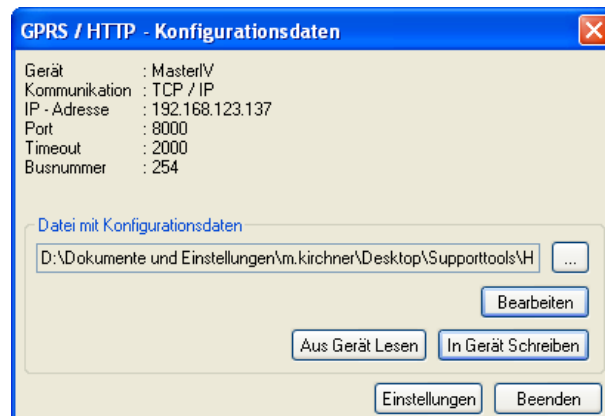 GPRS / HTTP - Konfigurationsdaten
Gerät : MasterIV
Kommunikation : TCP / IP
IP - Adresse : 192.168.123.137
Port : 8000
Timeout : 2000
Busnummer : 254
Datei mit Konfigurationsdaten
D:\Dokumente und Einstellungen\m.kirchner\Desktop\Supporttools\H ...
Bearbeiten
Aus Gerät Lesen In Gerät Schreiben
Einstellungen Beenden